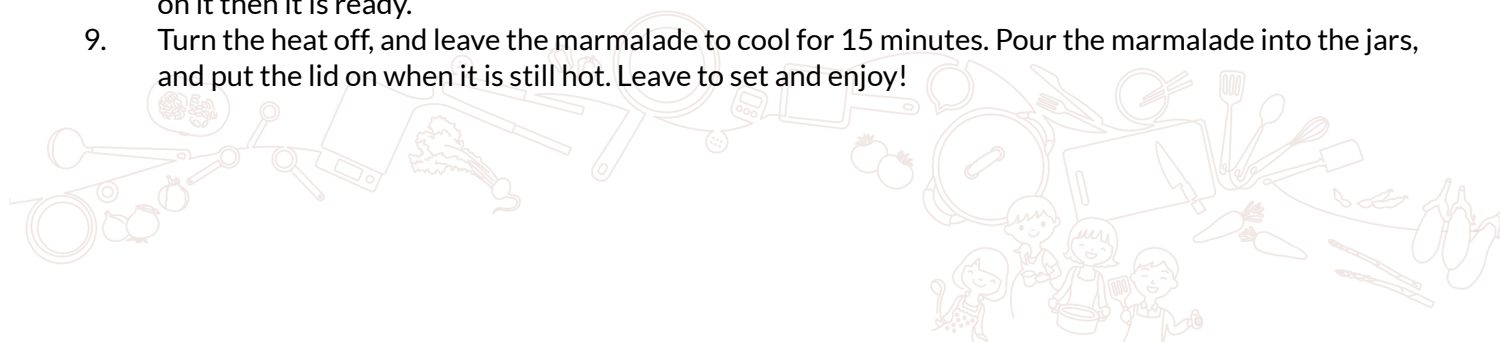 on it then it is ready.
9. Turn the heat off, and leave the marmalade to cool for 15 minutes. Pour the marmalade into the jars,
and put the lid on when it is still hot. Leave to set and enjoy!